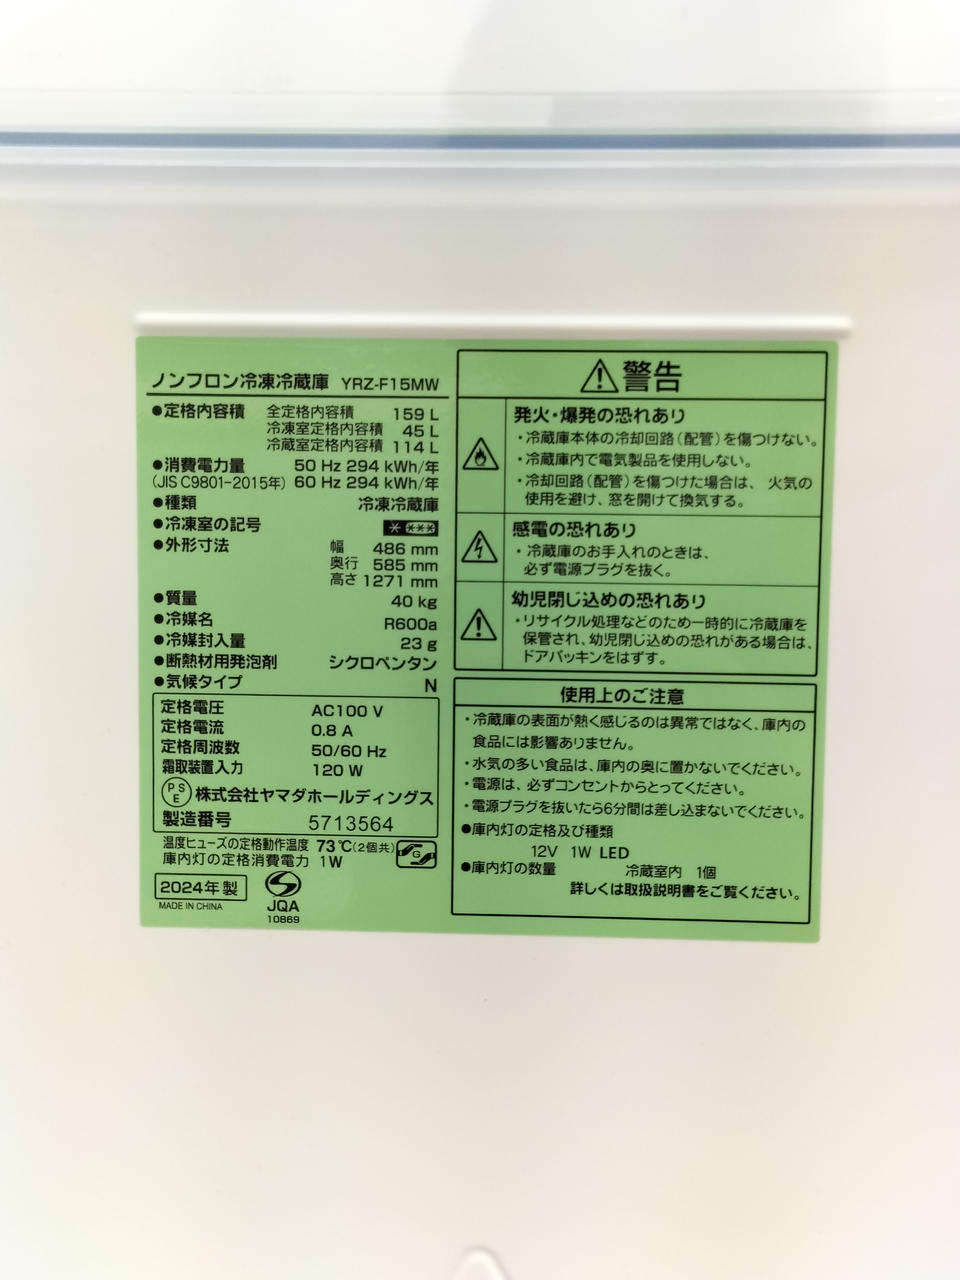 ノンフロン冷凍冷蔵庫 YRZ-F15MW
●定格内容積 全定格内容積 159 L
冷凍室定格内容積 45 L
冷蔵室定格内容積 114 L
●消費電力量 50 Hz 294 kWh/年
(JIS C9801-2015年) 60 Hz 294 kWh/年
●種類 冷凍冷蔵庫
●冷凍室の記号 * ***
●外形寸法 幅 486 mm
奥行 585 mm
高さ 1271 mm
●質量 40 kg
●冷媒名 R600a
●冷媒封入量 23 g
●断熱材用発泡剤 シクロペンタン
●気候タイプ N
定格電圧 AC100 V
定格電流 0.8 A
定格周波数 50/60 Hz
霜取装置入力 120 W
PSE 株式会社ヤマダホールディングス
製造番号 5713564
温度ヒューズの定格動作温度 73℃(2個共)
庫内灯の定格消費電力 1W
G
2024年製
MADE IN CHINA
JQA
10869
警告
発火・爆発の恐れあり
・冷蔵庫本体の冷却回路(配管)を傷つけない。
・冷蔵庫内で電気製品を使用しない。
・冷却回路(配管)を傷つけた場合は、火気の
使用を避け、窓を開けて換気する。
感電の恐れあり
・冷蔵庫のお手入れのときは、
必ず電源プラグを抜く。
幼児閉じ込めの恐れあり
・リサイクル処理などのため一時的に冷蔵庫を
保管され、幼児閉じ込めの恐れがある場合は、
ドアパッキンをはずす。
使用上のご注意
・冷蔵庫の表面が熱く感じるのは異常ではなく、庫内の
食品には影響ありません。
・水気の多い食品は、庫内の奥に置かないでください。
・電源は、必ずコンセントからとってください。
・電源プラグを抜いたら6分間は差し込まないでください。
●庫内灯の定格及び種類
12V 1W LED
●庫内灯の数量 冷蔵室内 1個
詳しくは取扱説明書をご覧ください。